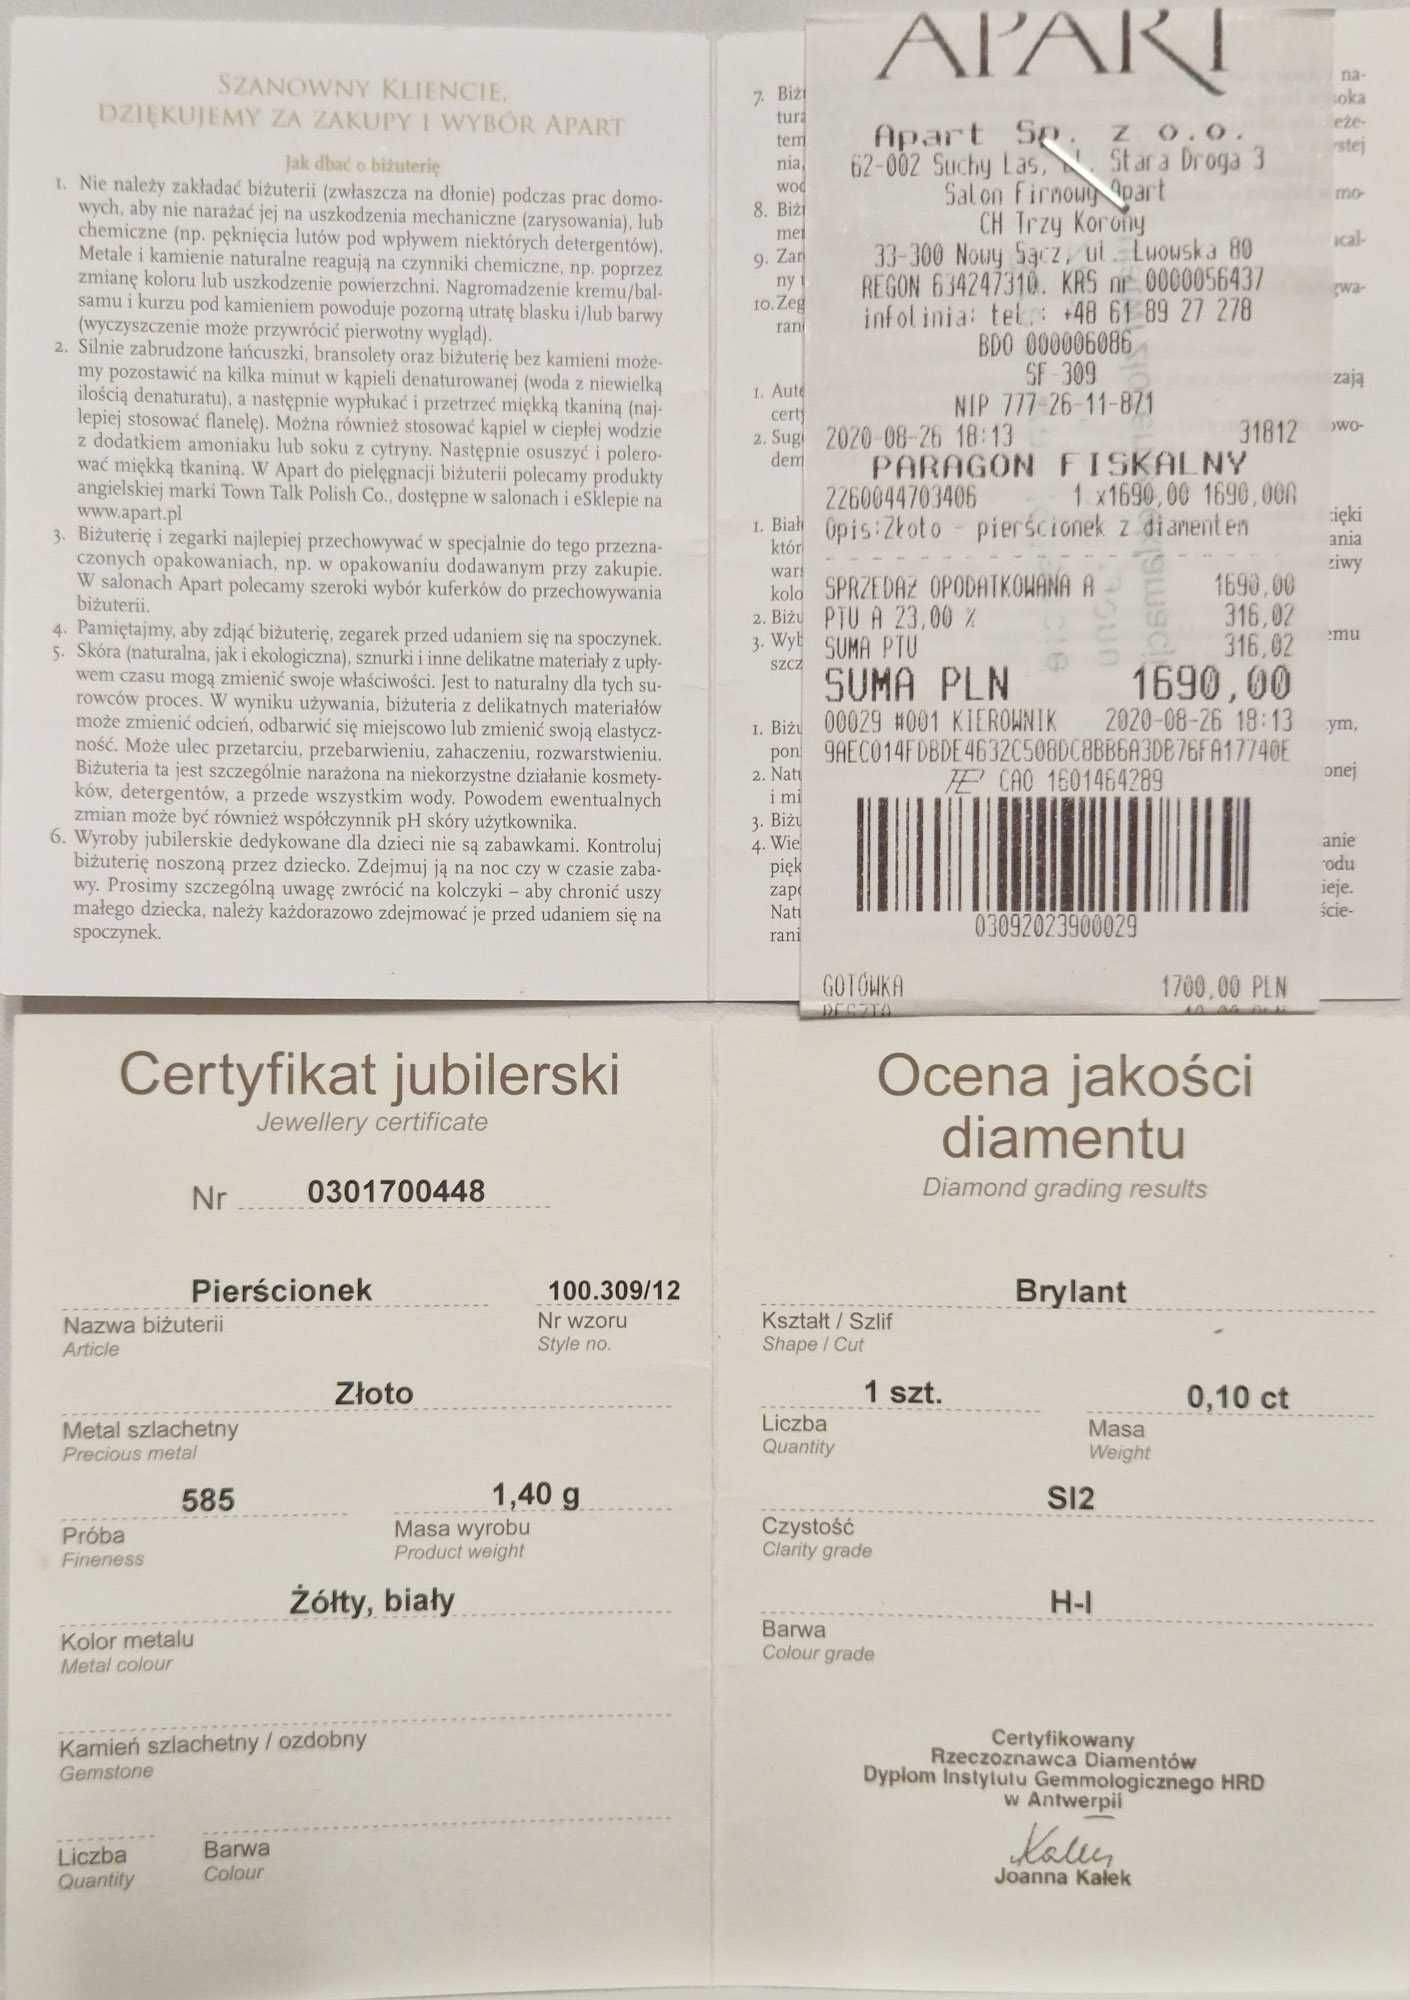 SZANOWNY KLIENCIE,
DZIĘKUJEMY ZA ZAKUPY I WYBÓR APART
Jak dbać o biżuterię
1. Nie należy zakładać biżuterii (zwłaszcza na dłonie) podczas prac domo-
wych, aby nie narażać jej na uszkodzenia mechaniczne (zarysowania), lub
chemiczne (np. pęknięcia lutów pod wpływem niektórych detergentów).
Metale i kamienie naturalne reagują na czynniki chemiczne, np. poprzez
zmianę koloru lub uszkodzenie powierzchni. Nagromadzenie kremu/bal-
samu i kurzu pod kamieniem powoduje pozorną utratę blasku i/lub barwy
(wyczyszczenie może przywrócić pierwotny wygląd).
2. Silnie zabrudzone łańcuszki, bransolety oraz biżuterię bez kamieni może-
my pozostawić na kilka minut w kąpieli denaturowanej (woda z niewielką
ilością denaturatu), a następnie wypłukać i przetrzeć miękką tkaniną (naj-
lepiej stosować flanelę). Można również stosować kąpiel w ciepłej wodzie
z dodatkiem amoniaku lub soku z cytryny. Następnie osuszyć i polero-
wać miękką tkaniną. W Apart do pielęgnacji biżuterii polecamy produkty
angielskiej marki Town Talk Polish Co., dostępne w salonach i eSklepie na
www.apart.pl
3. Biżuterię i zegarki najlepiej przechowywać w specjalnie do tego przezna-
czonych opakowaniach, np. w opakowaniu dodawanym przy zakupie.
W salonach Apart polecamy szeroki wybór kuferków do przechowywania
biżuterii.
4. Pamiętajmy, aby zdjąć biżuterię, zegarek przed udaniem się na spoczynek.
5. Skóra (naturalna, jak i ekologiczna), sznurki i inne delikatne materiały z upły-
wem czasu mogą zmienić swoje właściwości. Jest to naturalny dla tych su-
rowców proces. W wyniku używania, biżuteria z delikatnych materiałów
może zmienić odcień, odbarwić się miejscowo lub zmienić swoją elastycz-
ność. Może ulec przetarciu, przebarwieniu, zahaczeniu, rozwarstwieniu.
Biżuteria ta jest szczególnie narażona na niekorzystne działanie kosmety-
ków, detergentów, a przede wszystkim wody. Powodem ewentualnych
zmian może być również współczynnik pH skóry użytkownika.
6. Wyroby jubilerskie dedykowane dla dzieci nie są zabawkami. Kontroluj
biżuterię noszoną przez dziecko. Zdejmuj ją na noc czy w czasie zaba-
wy. Prosimy szczególną uwagę zwrócić na kolczyki – aby chronić uszy
małego dziecka, należy każdorazowo zdejmować je przed udaniem się na
spoczynek.
APART
Apart Sp. z o.o.
62-002 Suchy Las, ul. Stara Droga 3
Salon Firmowy Apart
CH Trzy Korony
33-300 Nowy Sącz, ul. Lwowska 80
REGON 634247310. KRS nr 0000056437
infolinia: tel.: +48 61 89 27 278
BDO 000006086
SF-309
NIP 777-26-11-871
2020-08-26 18:13 31812
PARAGON FISKALNY
2260044703406 1 x1690,00 1690,00A
Opis:Złoto - pierścionek z diamentem
SPRZEDAŻ OPODATKOWANA A 1690,00
PTU A 23,00 % 316,02
SUMA PTU 316,02
SUMA PLN 1690,00
00029 #001 KIEROWNIK 2020-08-26 18:13
9AEC014FDBDE4632C508DC8BB6A3DB76FA17740E
CAO 1601464289
03092023900029
GOTÓWKA 1700,00 PLN
RESZTA 10,00 PLN
Certyfikat jubilerski
Jewellery certificate
Nr 0301700448
Pierścionek 100.309/12
Nazwa biżuterii Nr wzoru
Article Style no.
Złoto
Metal szlachetny
Precious metal
585 1,40 g
Próba Masa wyrobu
Fineness Product weight
Żółty, biały
Kolor metalu
Metal colour
Kamień szlachetny / ozdobny
Gemstone
Liczba Barwa
Quantity Colour
Ocena jakości
diamentu
Diamond grading results
Brylant
Kształt / Szlif
Shape / Cut
1 szt. 0,10 ct
Liczba Masa
Quantity Weight
SI2
Czystość
Clarity grade
H-I
Barwa
Colour grade
Certyfikowany
Rzeczoznawca Diamentów
Dyplom Instytutu Gemmologicznego HRD
w Antwerpii
Joanna Kałek